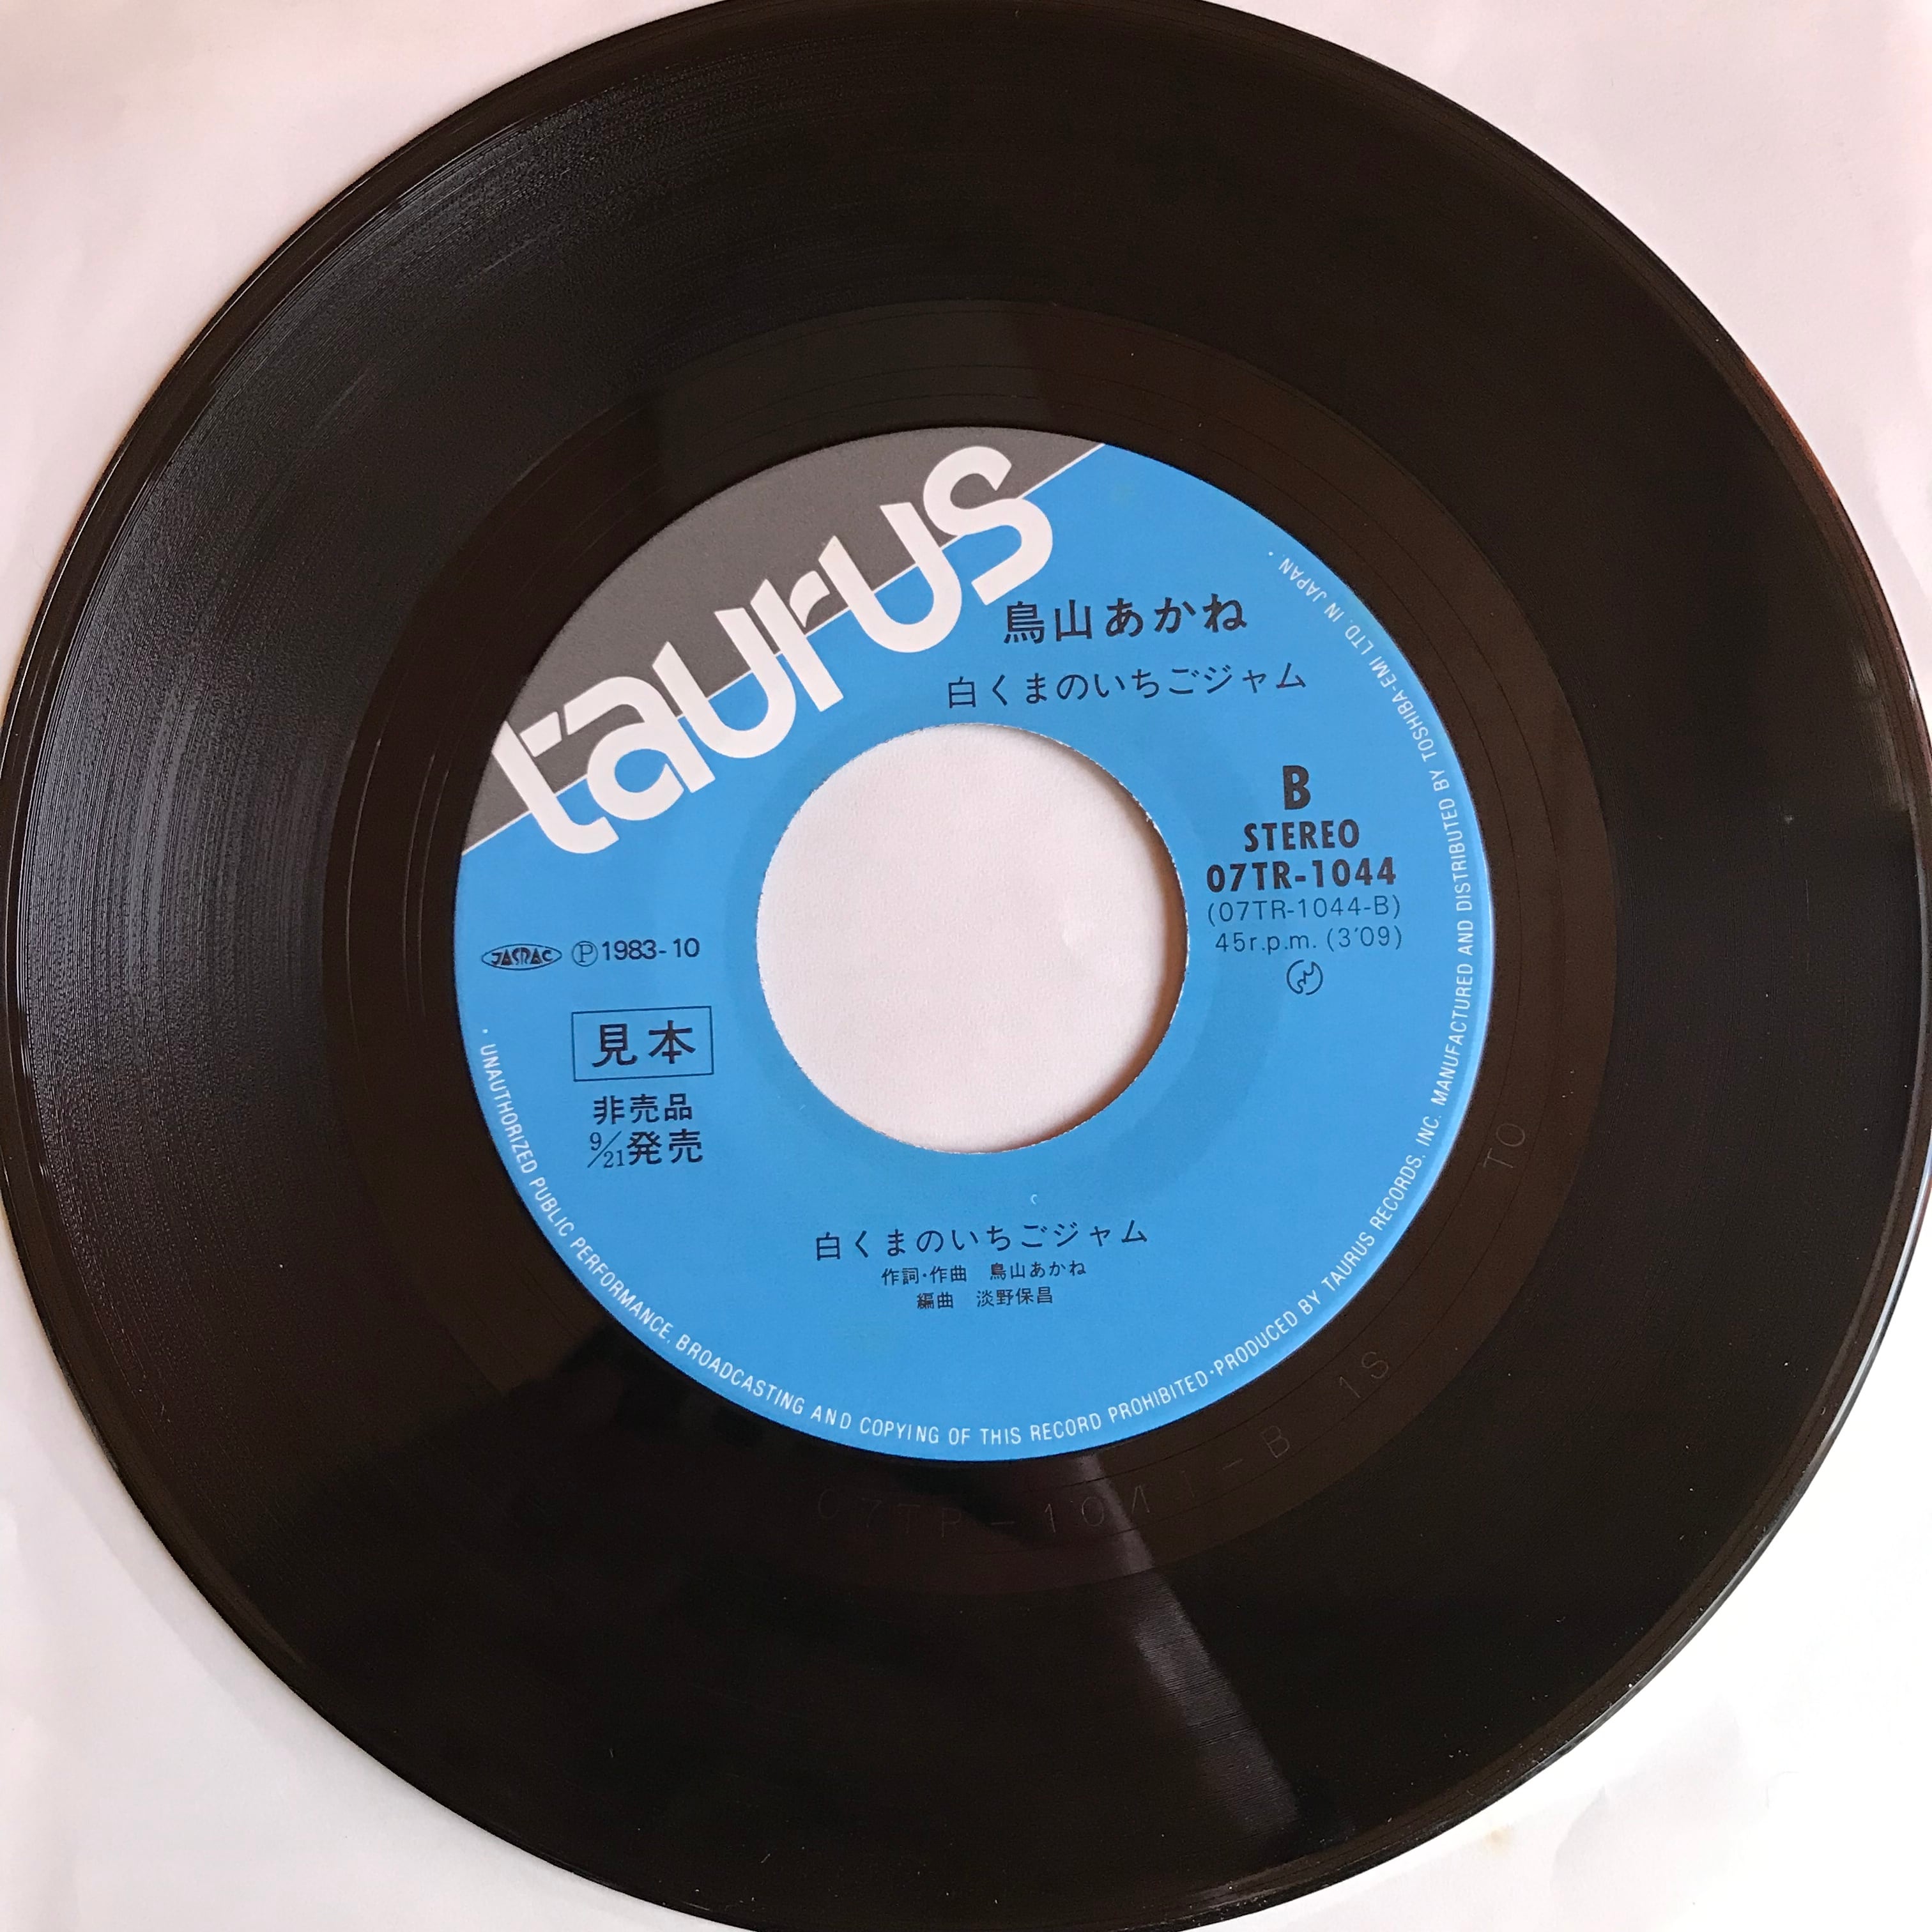 taurus
鳥山あかね
白くまのいちごジャム
B
STEREO
07TR-1044
(07TR-1044-B)
45r.p.m. (3'09)
JASRAC Ⓟ1983-10
見本
非売品
9/21発売
白くまのいちごジャム
作詞・作曲 鳥山あかね
編曲 淡野保昌
· UNAUTHORIZED PUBLIC PERFORMANCE, BROADCASTING AND COPYING OF THIS RECORD PROHIBITED · PRODUCED BY TAURUS RECORDS, INC. MANUFACTURED AND DISTRIBUTED BY TOSHIBA-EMI LTD. IN JAPAN ·
07TR-1044-B 1S
TO